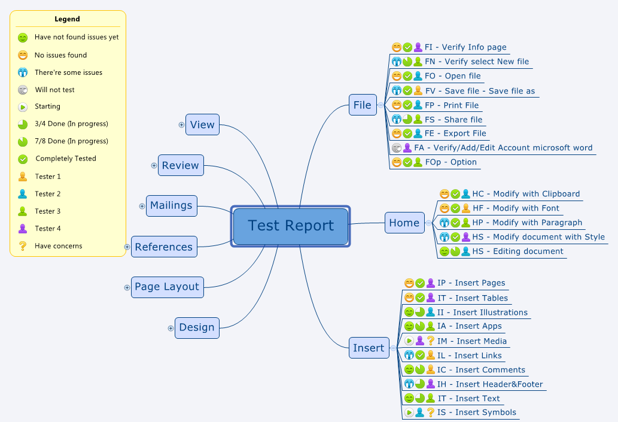 Legend
Have not found issues yet
No issues found
There're some issues
Will not test
Starting
3/4 Done (In progress)
7/8 Done (In progress)
Completely Tested
Tester 1
Tester 2
Tester 3
Tester 4
Have concerns
Test Report
View
Review
Mailings
References
Page Layout
Design
File
FI - Verify Info page
FN - Verify select New file
FO - Open file
FV - Save file - Save file as
FP - Print File
FS - Share file
FE - Export File
FA - Verify/Add/Edit Account microsoft word
FOp - Option
Home
HC - Modify with Clipboard
HF - Modify with Font
HP - Modify with Paragraph
HS - Modify document with Style
HS - Editing document
Insert
IP - Insert Pages
IT - Insert Tables
II - Insert Illustrations
IA - Insert Apps
IM - Insert Media
IL - Insert Links
IC - Insert Comments
IH - Insert Header&Footer
IT - Insert Text
IS - Insert Symbols